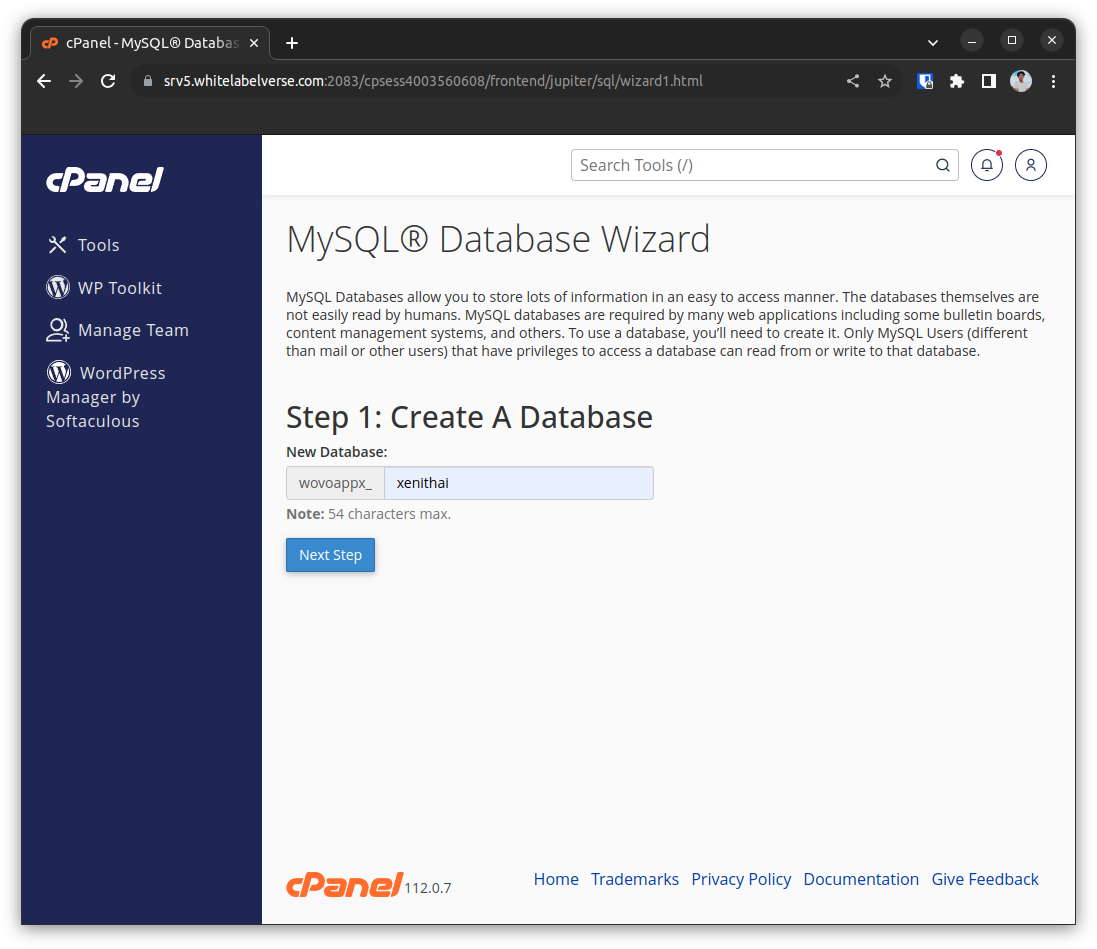 cPanel - MySQL® Databas
srv5.whitelabelverse.com:2083/cpsess4003560608/frontend/jupiter/sql/wizard1.html
cPanel
Tools
WP Toolkit
Manage Team
WordPress
Manager by
Softaculous
Search Tools (/)
MySQL® Database Wizard
MySQL Databases allow you to store lots of information in an easy to access manner. The databases themselves are
not easily read by humans. MySQL databases are required by many web applications including some bulletin boards,
content management systems, and others. To use a database, you’ll need to create it. Only MySQL Users (different
than mail or other users) that have privileges to access a database can read from or write to that database.
Step 1: Create A Database
New Database:
wovoappx_ xenithai
Note: 54 characters max.
Next Step
cPanel 112.0.7
Home Trademarks Privacy Policy Documentation Give Feedback